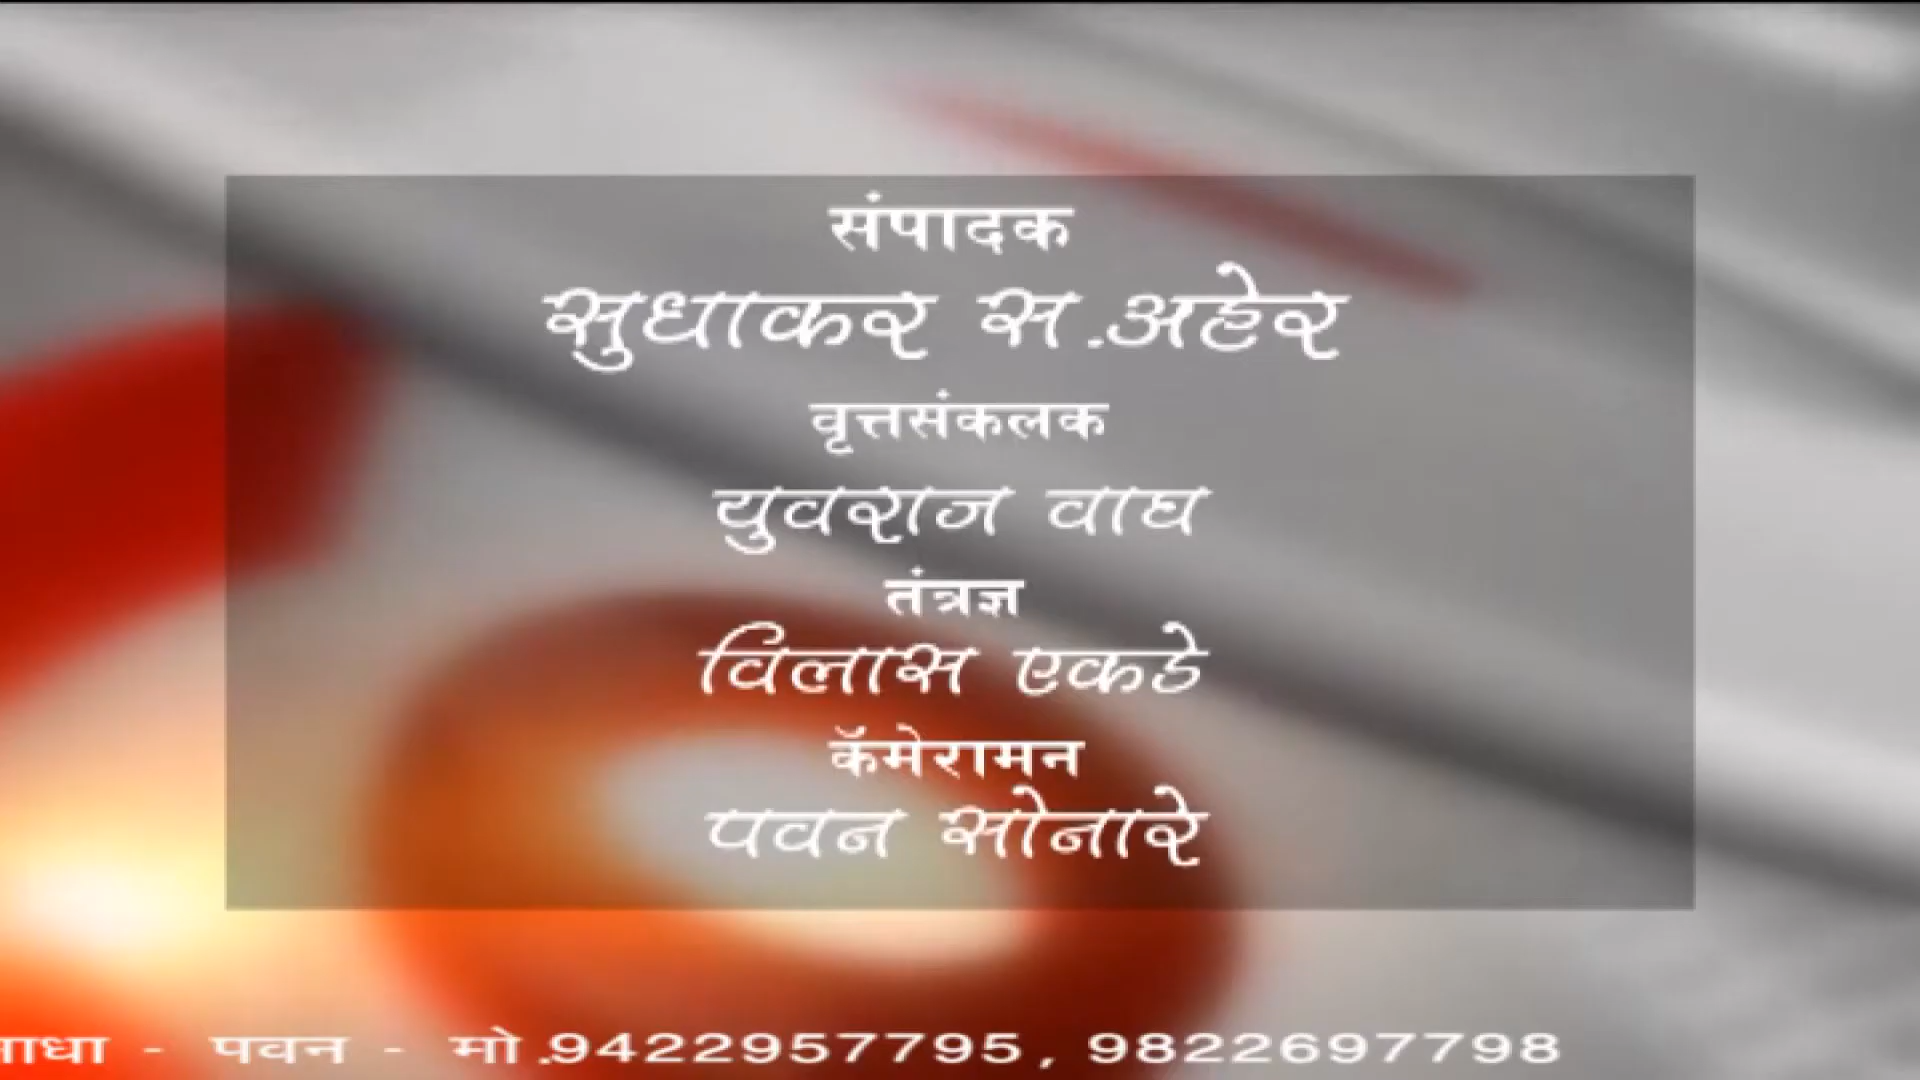 संपादक
सुधाकर स.अहेर
वृत्तसंकलक
युवराज वाघ
तंत्रज्ञ
विलास एकडे
कॅमेरामन
पवन सोनारे
- पवन - मो.9422957795, 9822697798